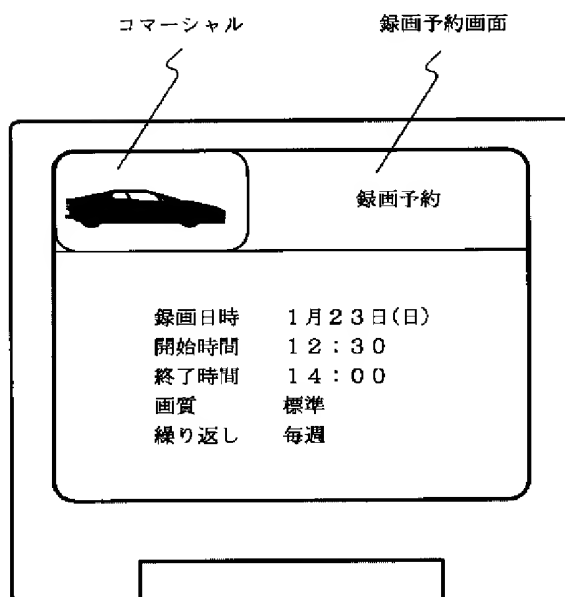 コマーシャル
録画予約画面
録画予約
録画日時 1月23日(日)
開始時間 12:30
終了時間 14:00
画質 標準
繰り返し 毎週